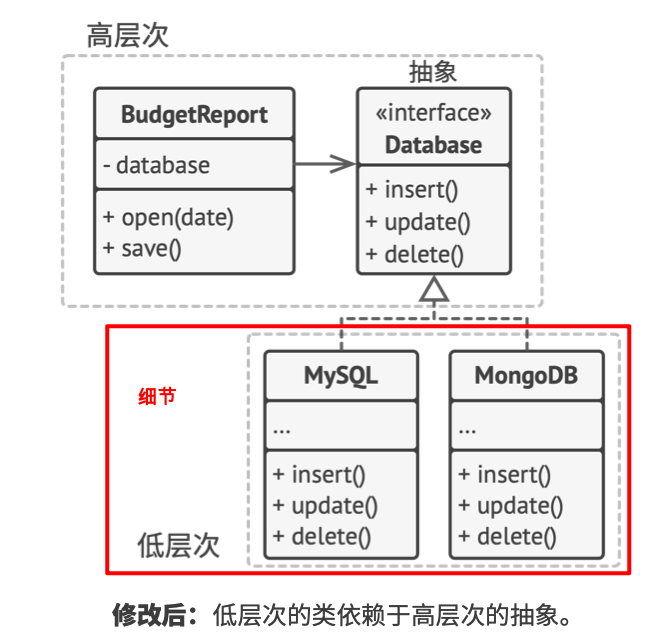 高层次
抽象
BudgetReport
- database
+ open(date)
+ save()
«interface»
Database
+ insert()
+ update()
+ delete()
细节
低层次
MySQL
...
+ insert()
+ update()
+ delete()
MongoDB
...
+ insert()
+ update()
+ delete()
修改后：低层次的类依赖于高层次的抽象。